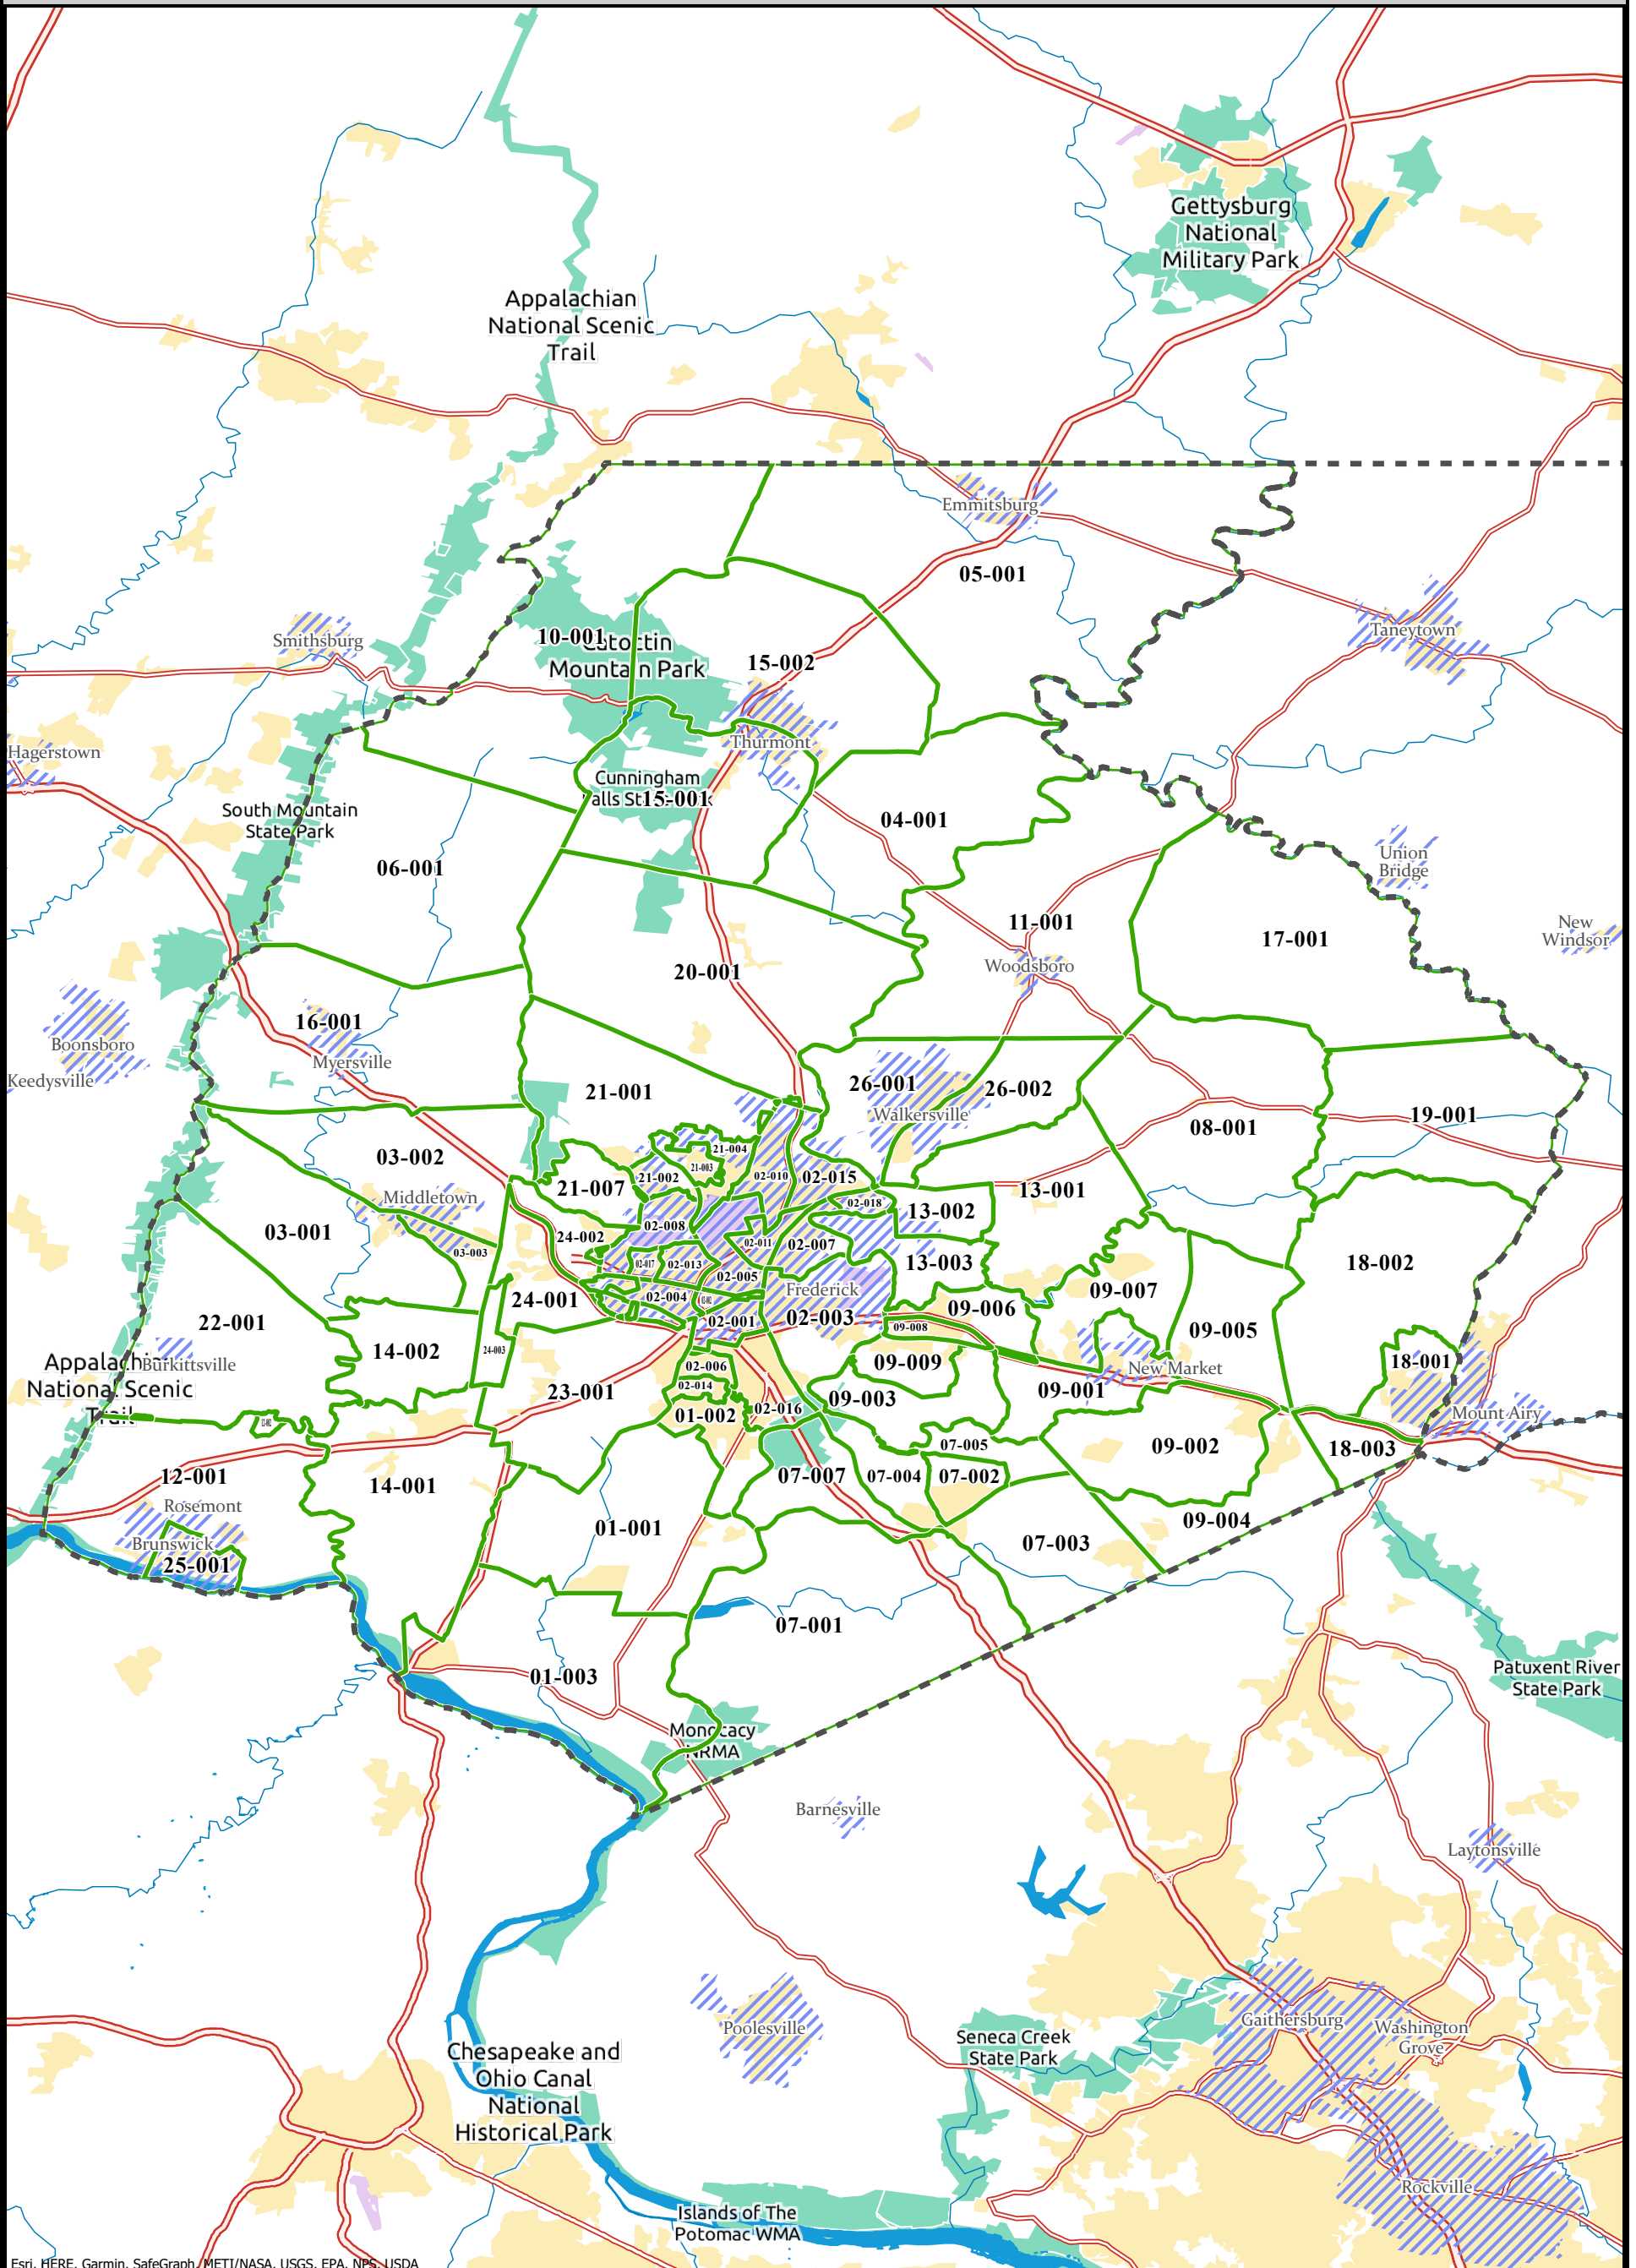 Gettysburg
National
Military Park
Appalachian
National Scenic
Trail
Emmitsburg
05-001
Smithsburg
10-001
Mountain Park
15-002
Taneytown
Hagerstown
Thurmont
Cunningham
15-001
South Mountain
State Park
04-001
06-001
Union
Bridge
11-001
17-001
New
Windsor
Woodsboro
20-001
16-001
Boonsboro
Myersville
Keedysville
21-001
26-001
26-002
Walkersville
08-001
19-001
03-002
21-004
21-003
21-002
02-010
02-015
21-007
13-001
Middletown
02-018
13-002
03-001
02-008
24-002
03-003
02-011
02-007
02-017
02-013
13-003
18-002
02-005
Frederick
09-007
24-001
02-004
09-006
22-001
02-001
02-003
09-008
09-005
14-002
24-003
Appalachian
Burkittsville
National Scenic
Trail
02-006
09-009
New Market
18-001
02-014
23-001
09-001
09-003
01-002
02-016
Mount Airy
07-005
09-002
18-003
12-001
14-001
07-007
07-004
07-002
Rosemont
01-001
09-004
Brunswick
25-001
07-003
07-001
01-003
Patuxent River
State Park
Monocacy
NRMA
Barnesville
Laytonsville
Poolesville
Gaithersburg
Washington
Grove
Seneca Creek
State Park
Chesapeake and
Ohio Canal
National
Historical Park
Rockville
Islands of The
Potomac WMA
Esri, HERE, Garmin, SafeGraph, METI/NASA, USGS, EPA, NPS, USDA